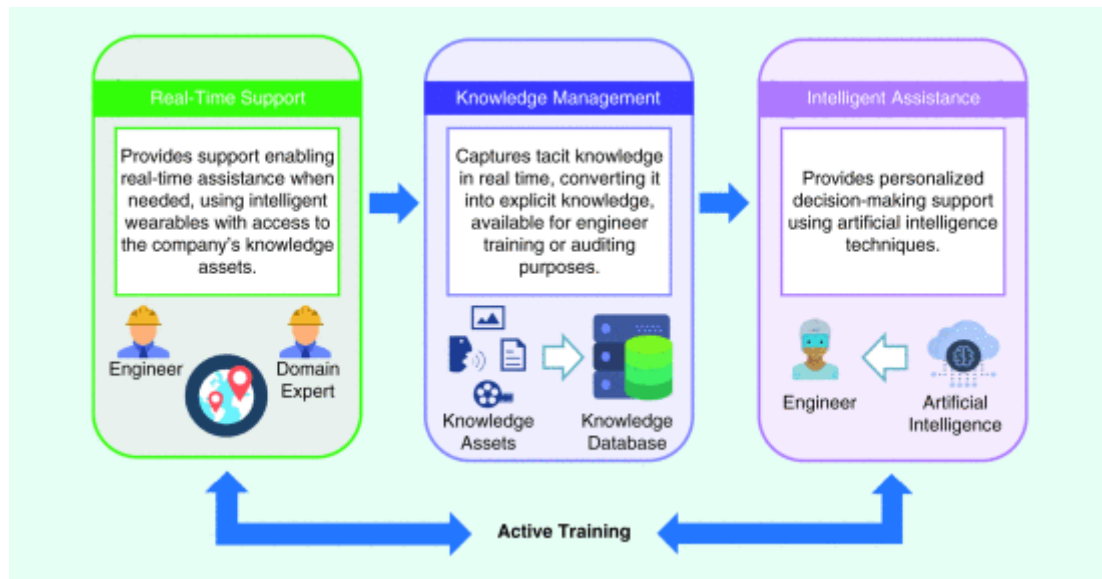 Real-Time Support
Provides support enabling
real-time assistance when
needed, using intelligent
wearables with access to
the company's knowledge
assets.
Engineer
Domain
Expert
Knowledge Management
Captures tacit knowledge
in real time, converting it
into explicit knowledge,
available for engineer
training or auditing
purposes.
Knowledge
Assets
Knowledge
Database
Intelligent Assistance
Provides personalized
decision-making support
using artificial intelligence
techniques.
Engineer
Artificial
Intelligence
Active Training